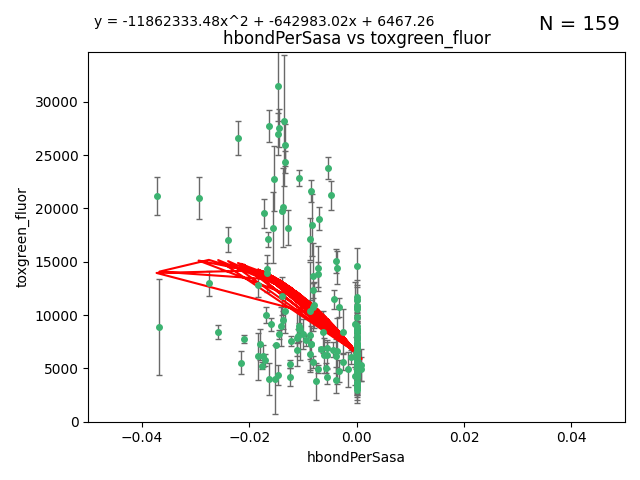 y = -11862333.48x^2 + -642983.02x + 6467.26
N = 159
hbondPerSasa vs toxgreen_fluor
toxgreen_fluor
30000
25000
20000
15000
10000
5000
0
−0.04
−0.02
0.00
0.02
0.04
hbondPerSasa